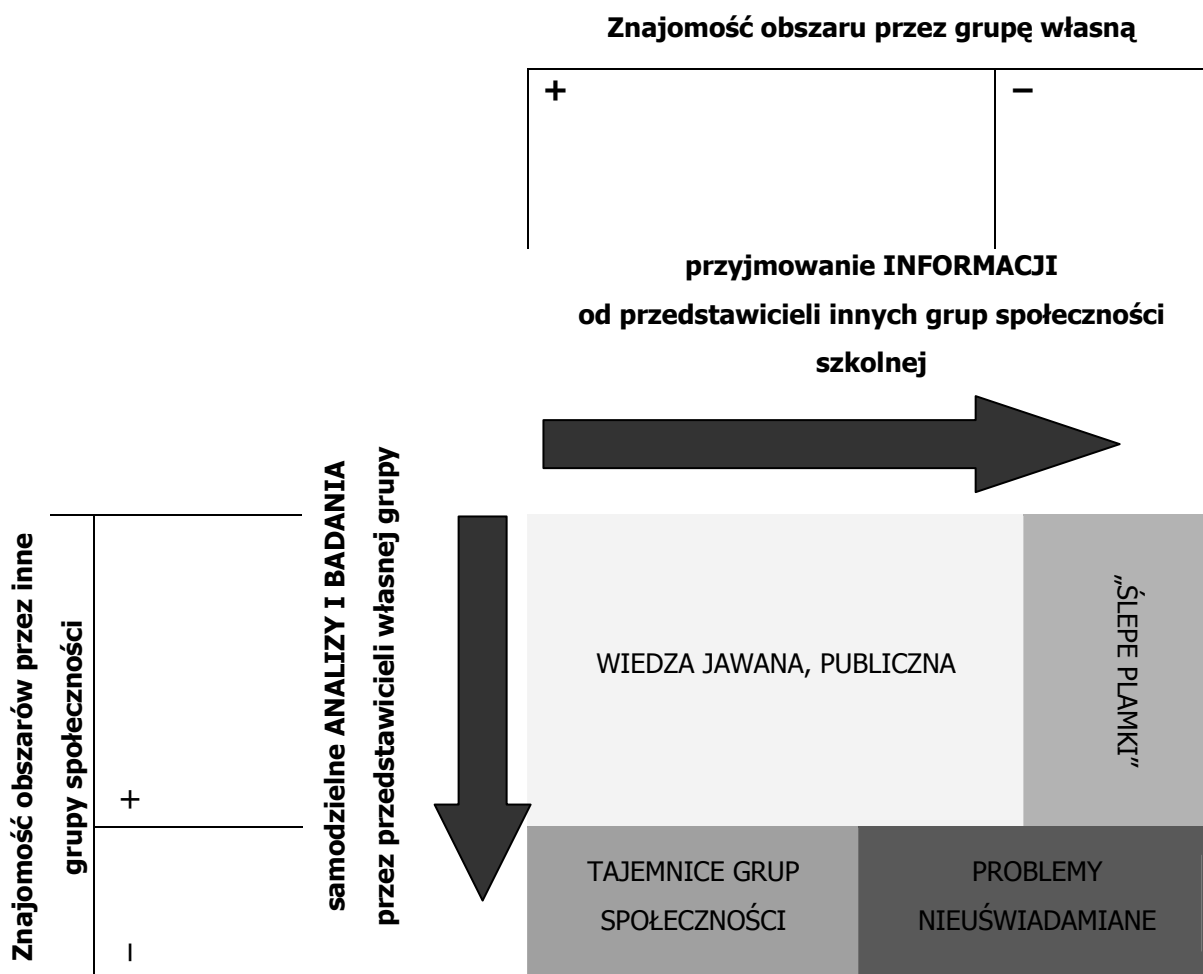 Znajomość obszaru przez grupę własną
+
–
przyjmowanie INFORMACJI
od przedstawicieli innych grup społeczności
szkolnej
Znajomość obszarów przez inne
grupy społeczności
+
–
samodzielne ANALIZY I BADANIA
przez przedstawicieli własnej grupy
WIEDZA JAWANA, PUBLICZNA
„ŚLEPE PLAMKI”
TAJEMNICE GRUP
SPOŁECZNOŚCI
PROBLEMY
NIEUŚWIADAMIANE